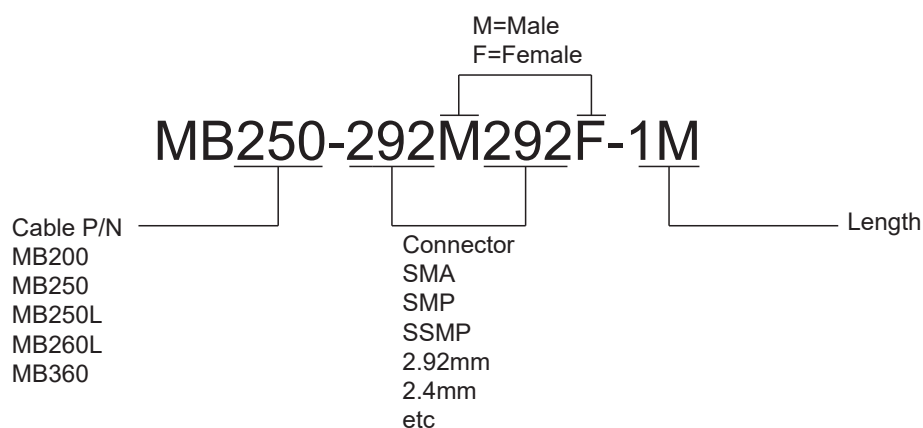 M=Male
F=Female
MB250-292M292F-1M
Cable P/N
MB200
MB250
MB250L
MB260L
MB360
Connector
SMA
SMP
SSMP
2.92mm
2.4mm
etc
Length